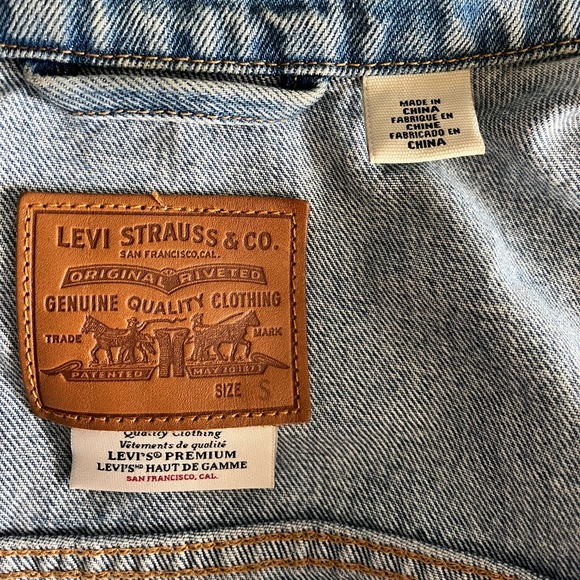 MADE IN
CHINA
FABRIQUE EN
CHINE
FABRICADO EN
CHINA
LEVI STRAUSS & CO.
SAN FRANCISCO, CAL.
ORIGINAL RIVETED
GENUINE QUALITY CLOTHING
TRADE MARK
PATENTED MAY 20 1873
SIZE S
Quality Clothing
Vêtements de qualité
LEVI'S® PREMIUM
LEVI'S ᴹᴰ HAUT DE GAMME
SAN FRANCISCO, CAL.